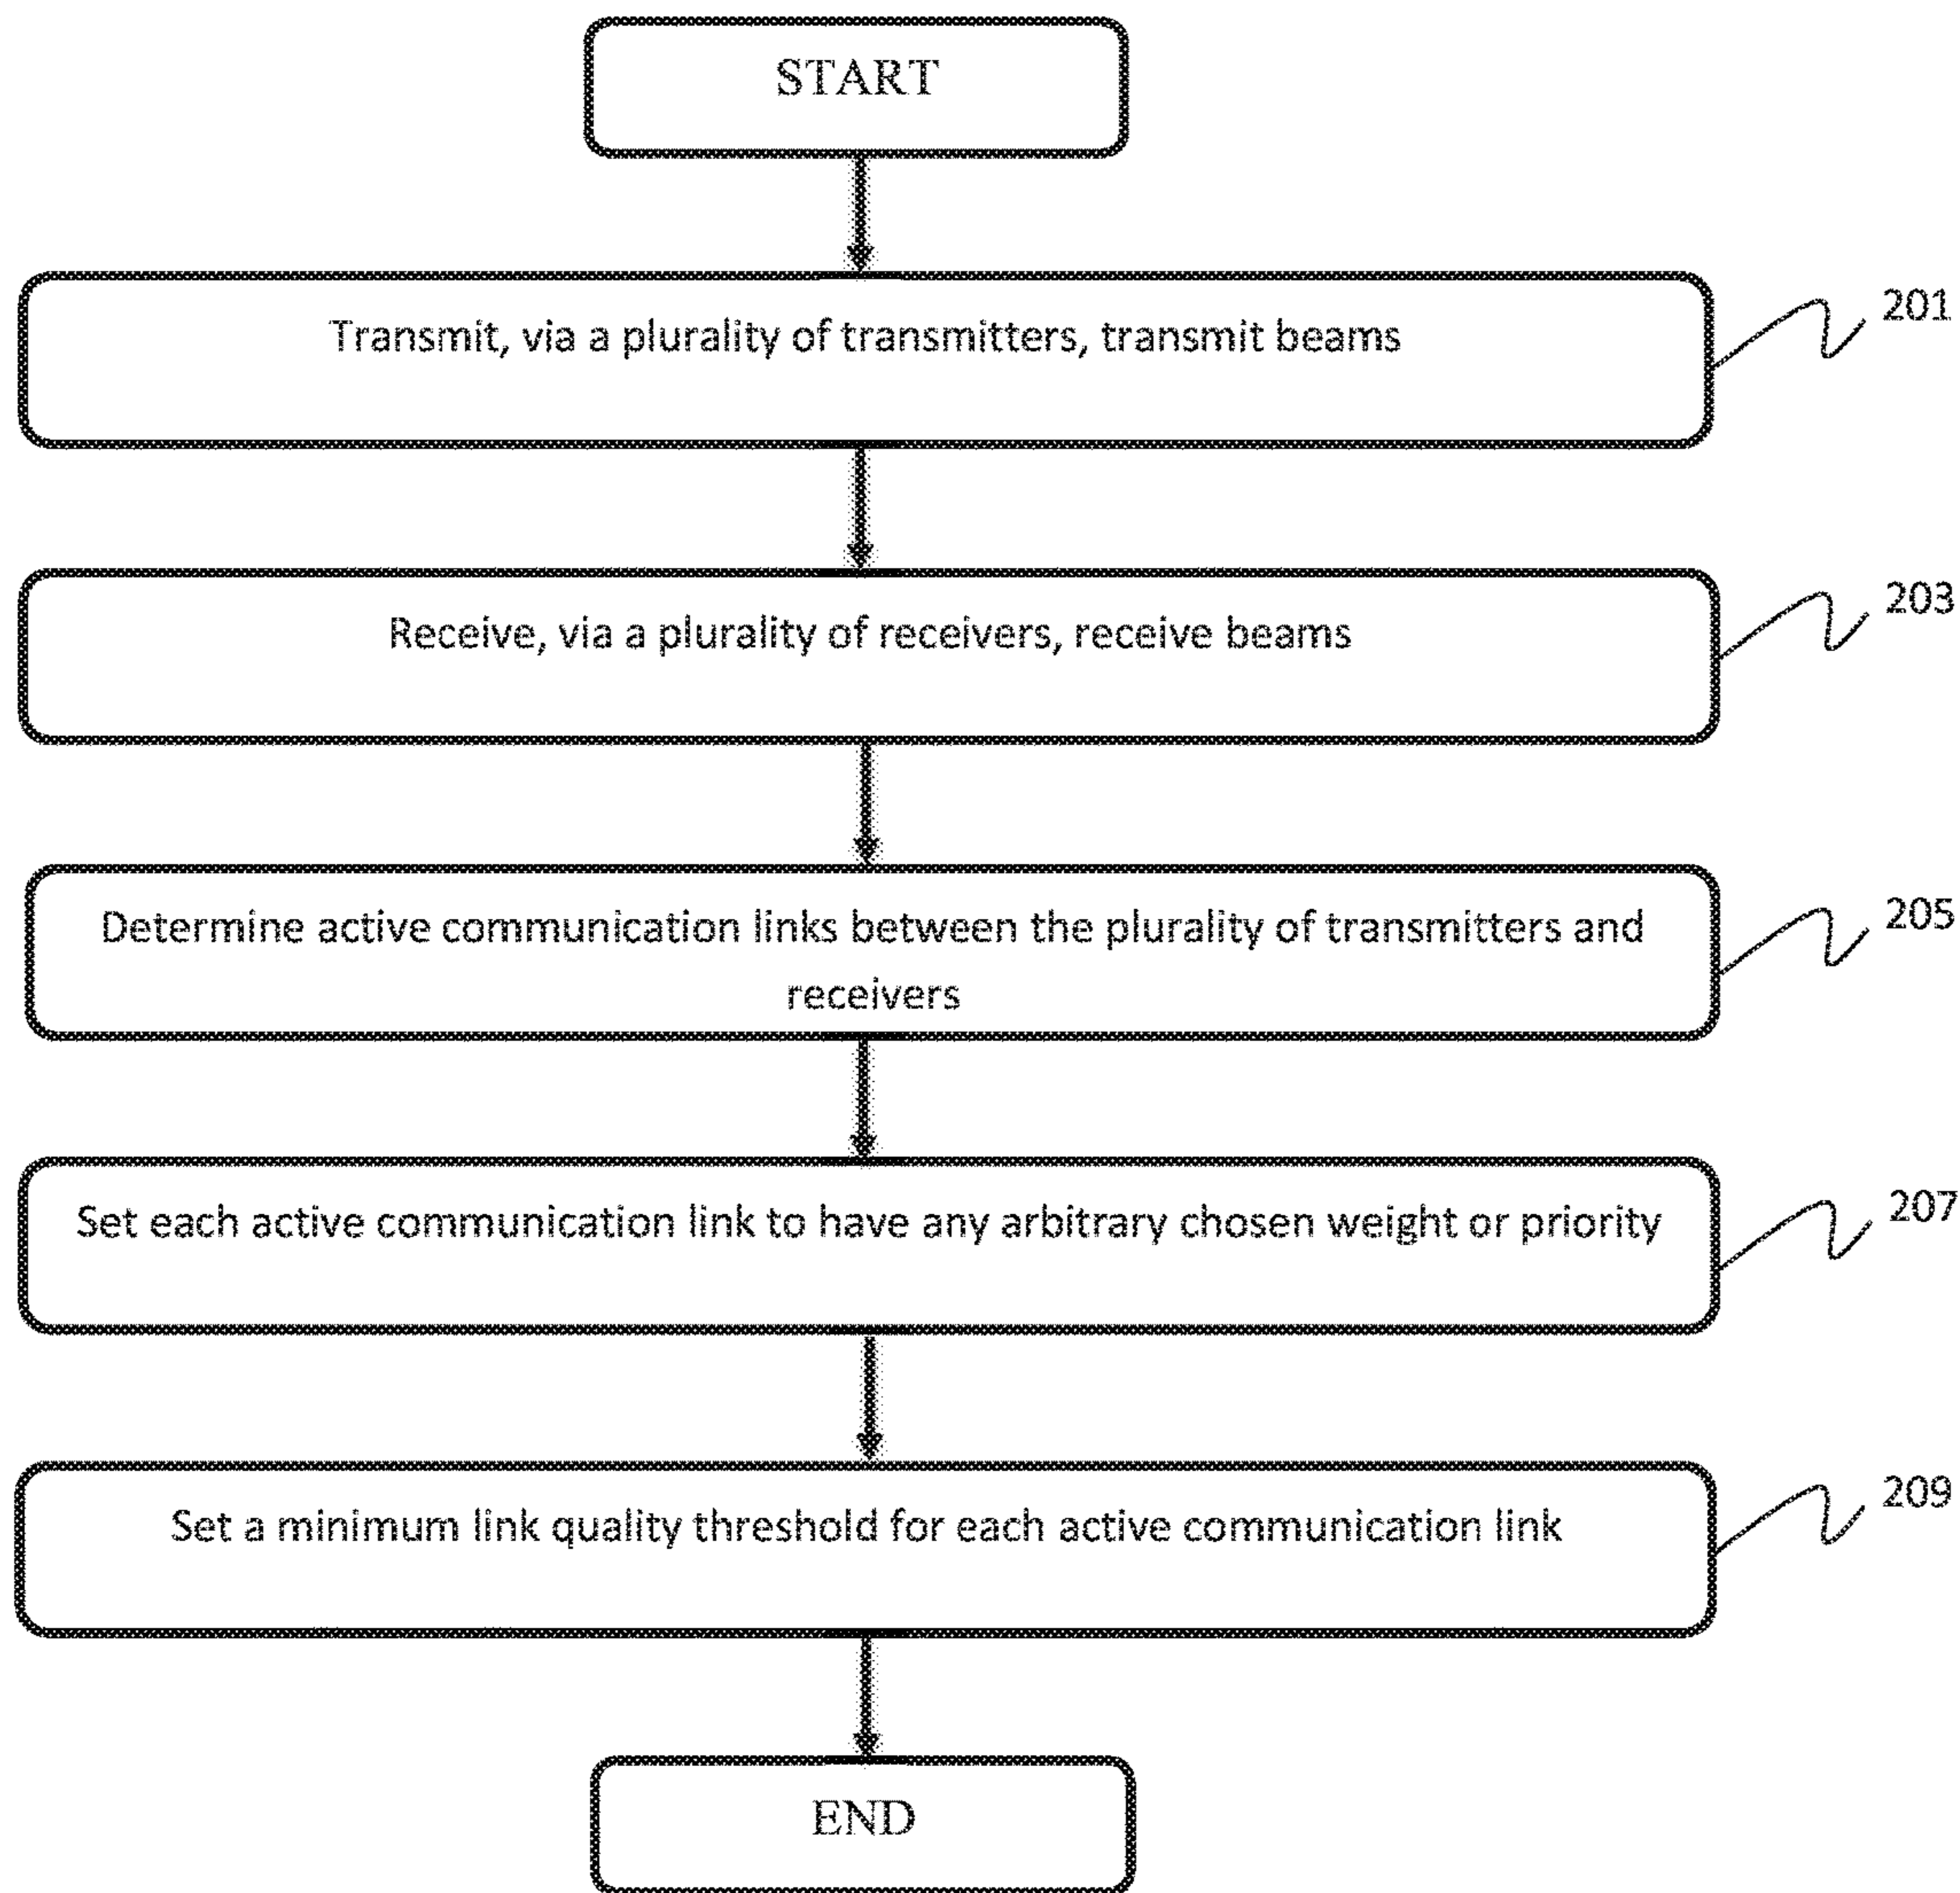 START
Transmit, via a plurality of transmitters, transmit beams
201
Receive, via a plurality of receivers, receive beams
203
Determine active communication links between the plurality of transmitters and
receivers
205
Set each active communication link to have any arbitrary chosen weight or priority
207
Set a minimum link quality threshold for each active communication link
209
END